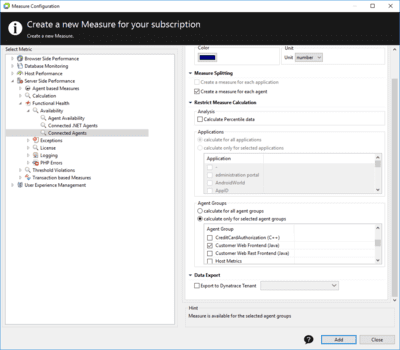 Measure Configuration
Create a new Measure for your subscription
Create a new Measure.
Select Metric
Browser Side Performance
Database Monitoring
Host Performance
Server Side Performance
Agent based Measures
Calculation
Functional Health
Availability
Agent Availability
Connected .NET Agents
Connected Agents
Exceptions
License
Logging
PHP Errors
Threshold Violations
Transaction based Measures
User Experience Management
Color
Unit
Unit number
Measure Splitting
Create a measure for each application
Create a measure for each agent
Restrict Measure Calculation
Analysis
Calculate Percentile data
Applications
calculate for all applications
calculate only for selected applications
Application
-
administration portal
AndroidWorld
AppID
Agent Groups
calculate for all agent groups
calculate only for selected agent groups
Agent Group
CreditCardAuthorization (C++)
Customer Web Frontend (Java)
Customer Web Rest Frontend (Java)
Host Metrics
Data Export
Export to Dynatrace Tenant
Hint
Measure is available for the selected agent groups
?
Add
Close